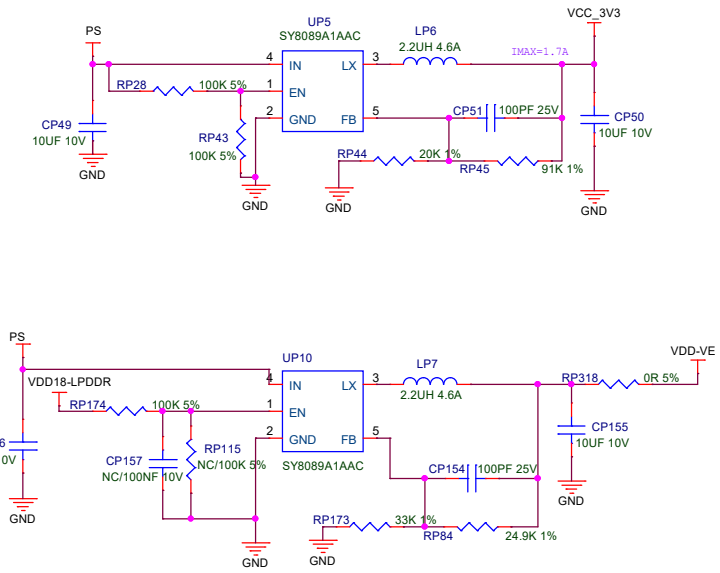 UP5
SY8089A1AAC
LP6
2.2UH 4.6A
VCC_3V3
IMAX=1.7A
PS
4
IN
LX
3
RP28
100K 5%
1
EN
2
GND
FB
5
CP51
100PF 25V
CP50
10UF 10V
CP49
10UF 10V
RP43
100K 5%
RP44
20K 1%
RP45
91K 1%
GND
GND
GND
GND
PS
VDD-VE
UP10
LP7
4
IN
LX
3
2.2UH 4.6A
RP318
0R 5%
VDD18-LPDDR
RP174
100K 5%
1
EN
2
GND
FB
5
SY8089A1AAC
CP155
10UF 10V
6
0V
CP157
NC/100NF 10V
RP115
NC/100K 5%
CP154
100PF 25V
RP173
33K 1%
RP84
24.9K 1%
GND
GND
GND
GND